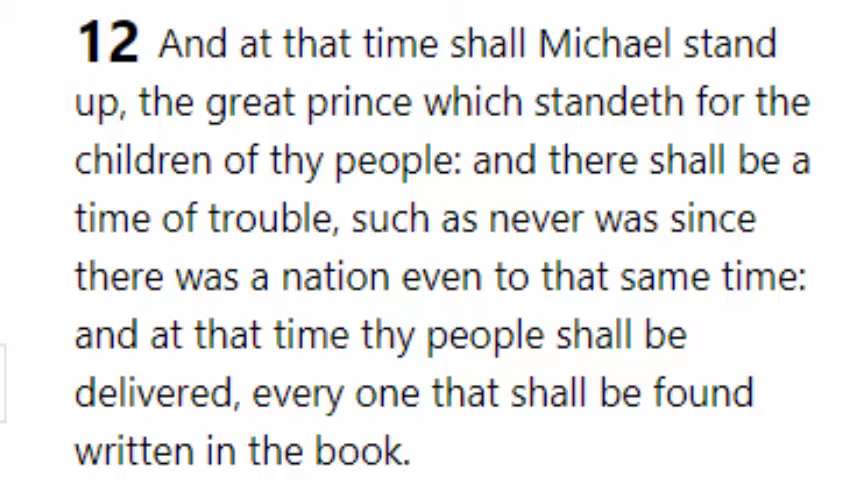 12 And at that time shall Michael stand
up, the great prince which standeth for the
children of thy people: and there shall be a
time of trouble, such as never was since
there was a nation even to that same time:
and at that time thy people shall be
delivered, every one that shall be found
written in the book.